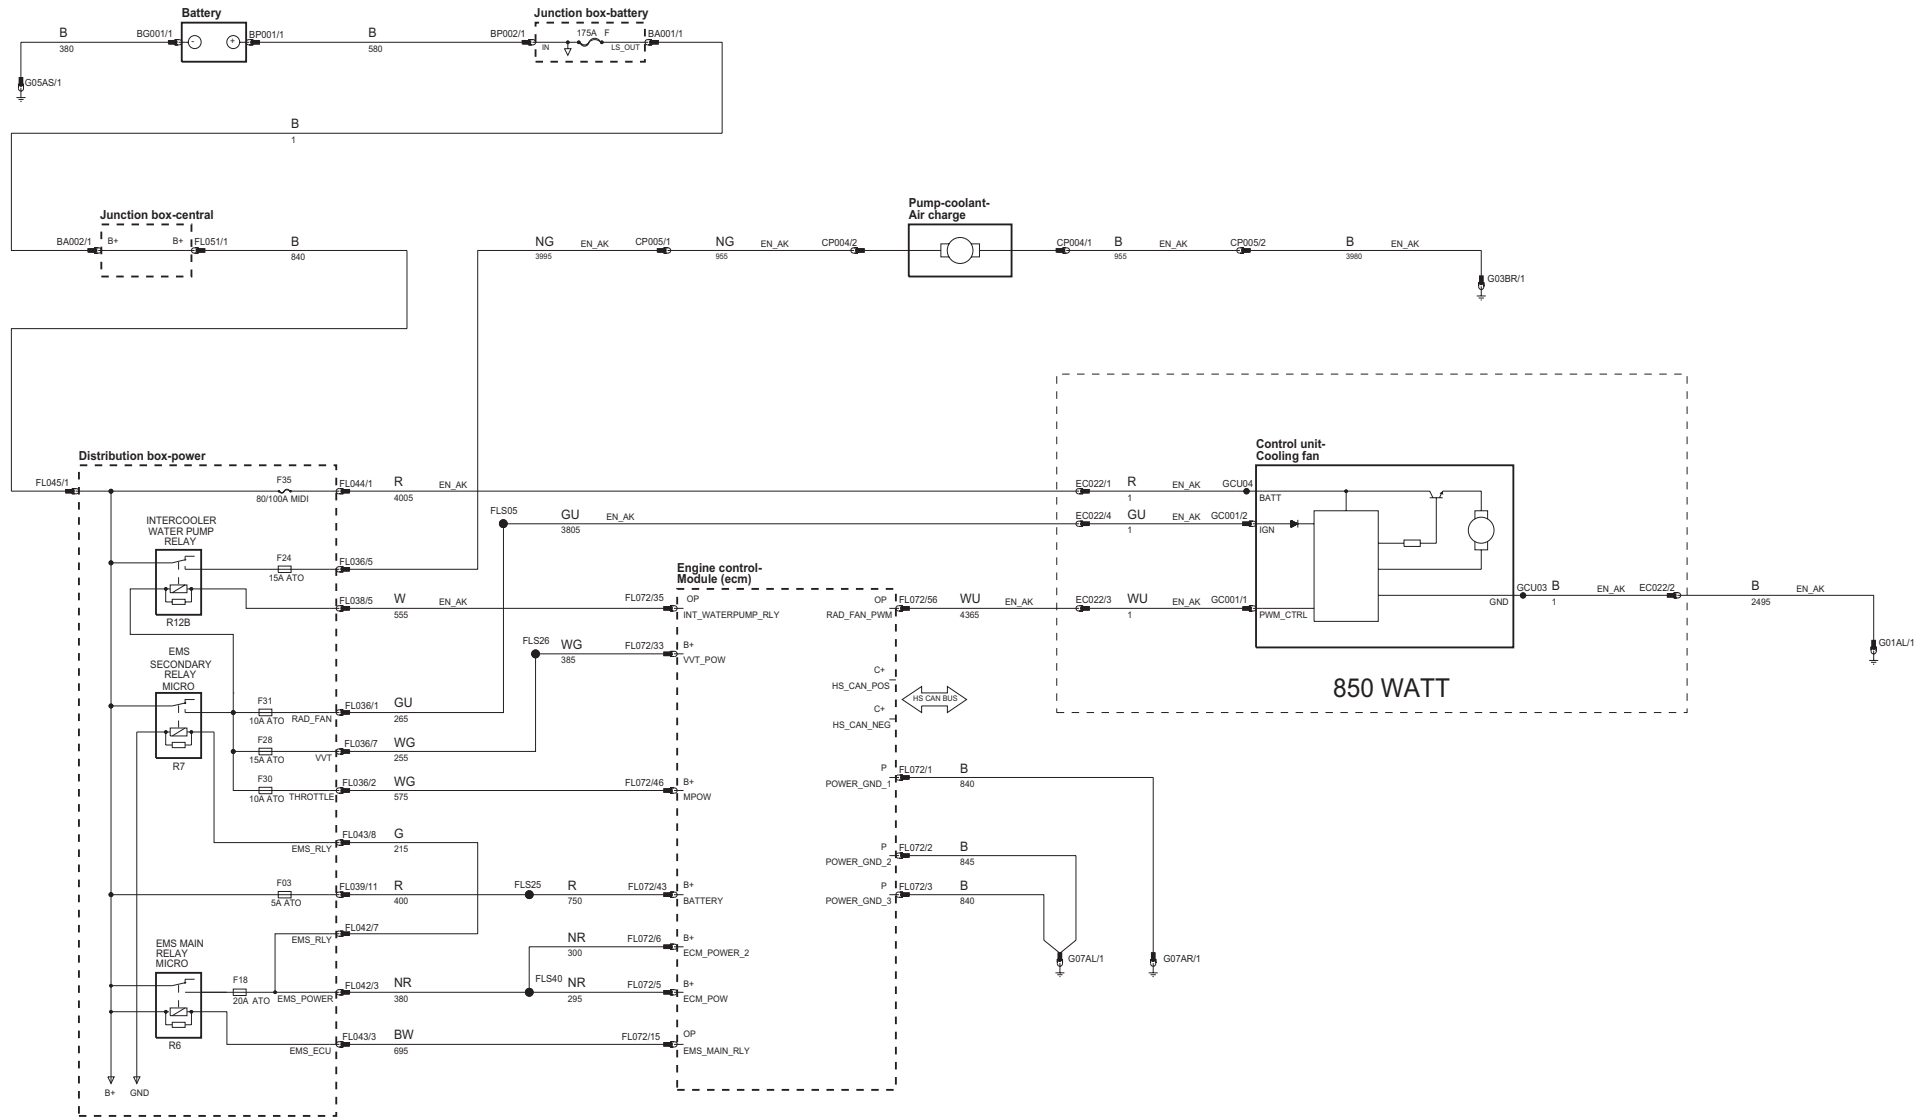 Battery
Junction box-battery
B
380
BG001/1
-
+
BP001/1
B
580
BP002/1
IN
175A F
LS_OUT
BA001/1
G05AS/1
B
1
Junction box-central
BA002/1
B+
B+
FL051/1
B
840
NG
3995
EN_AK
CP005/1
NG
955
EN_AK
CP004/2
Pump-coolant-
Air charge
CP004/1
B
955
EN_AK
CP005/2
B
3980
EN_AK
G03BR/1
Distribution box-power
FL045/1
F35
80/100A MIDI
FL044/1
R
4005
EN_AK
EC022/1
R
1
EN_AK
GCU04
Control unit-
Cooling fan
BATT
FLS05
GU
3805
EN_AK
EC022/4
GU
1
EN_AK
GC001/2
IGN
INTERCOOLER
WATER PUMP
RELAY
F24
15A ATO
FL036/5
R12B
FL038/5
W
555
EN_AK
Engine control-
Module (ecm)
FL072/35
OP
INT_WATERPUMP_RLY
OP
RAD_FAN_PWM
FL072/56
WU
4365
EN_AK
EC022/3
WU
1
EN_AK
GC001/1
PWM_CTRL
GND
GCU03
B
1
EN_AK
EC022/2
B
2495
EN_AK
G01AL/1
850 WATT
FLS26
WG
385
FL072/33
B+
VVT_POW
C+
HS_CAN_POS
HS CAN BUS
C+
HS_CAN_NEG
EMS
SECONDARY
RELAY
MICRO
R7
F31
10A ATO
RAD_FAN
FL036/1
GU
265
F28
15A ATO
VVT
FL036/7
WG
255
F30
10A ATO
THROTTLE
FL036/2
WG
575
FL072/46
B+
MPOW
P
POWER_GND_1
FL072/1
B
840
EMS_RLY
FL043/8
G
215
P
POWER_GND_2
FL072/2
B
845
F03
5A ATO
FL039/11
R
400
FLS25
R
750
FL072/43
B+
BATTERY
P
POWER_GND_3
FL072/3
B
840
EMS_RLY
FL042/7
NR
300
FL072/6
B+
ECM_POWER_2
G07AL/1
G07AR/1
EMS MAIN
RELAY
MICRO
R6
F18
20A ATO
EMS_POWER
FL042/3
NR
380
FLS40
NR
295
FL072/5
B+
ECM_POW
EMS_ECU
FL043/3
BW
695
FL072/15
OP
EMS_MAIN_RLY
B+
GND